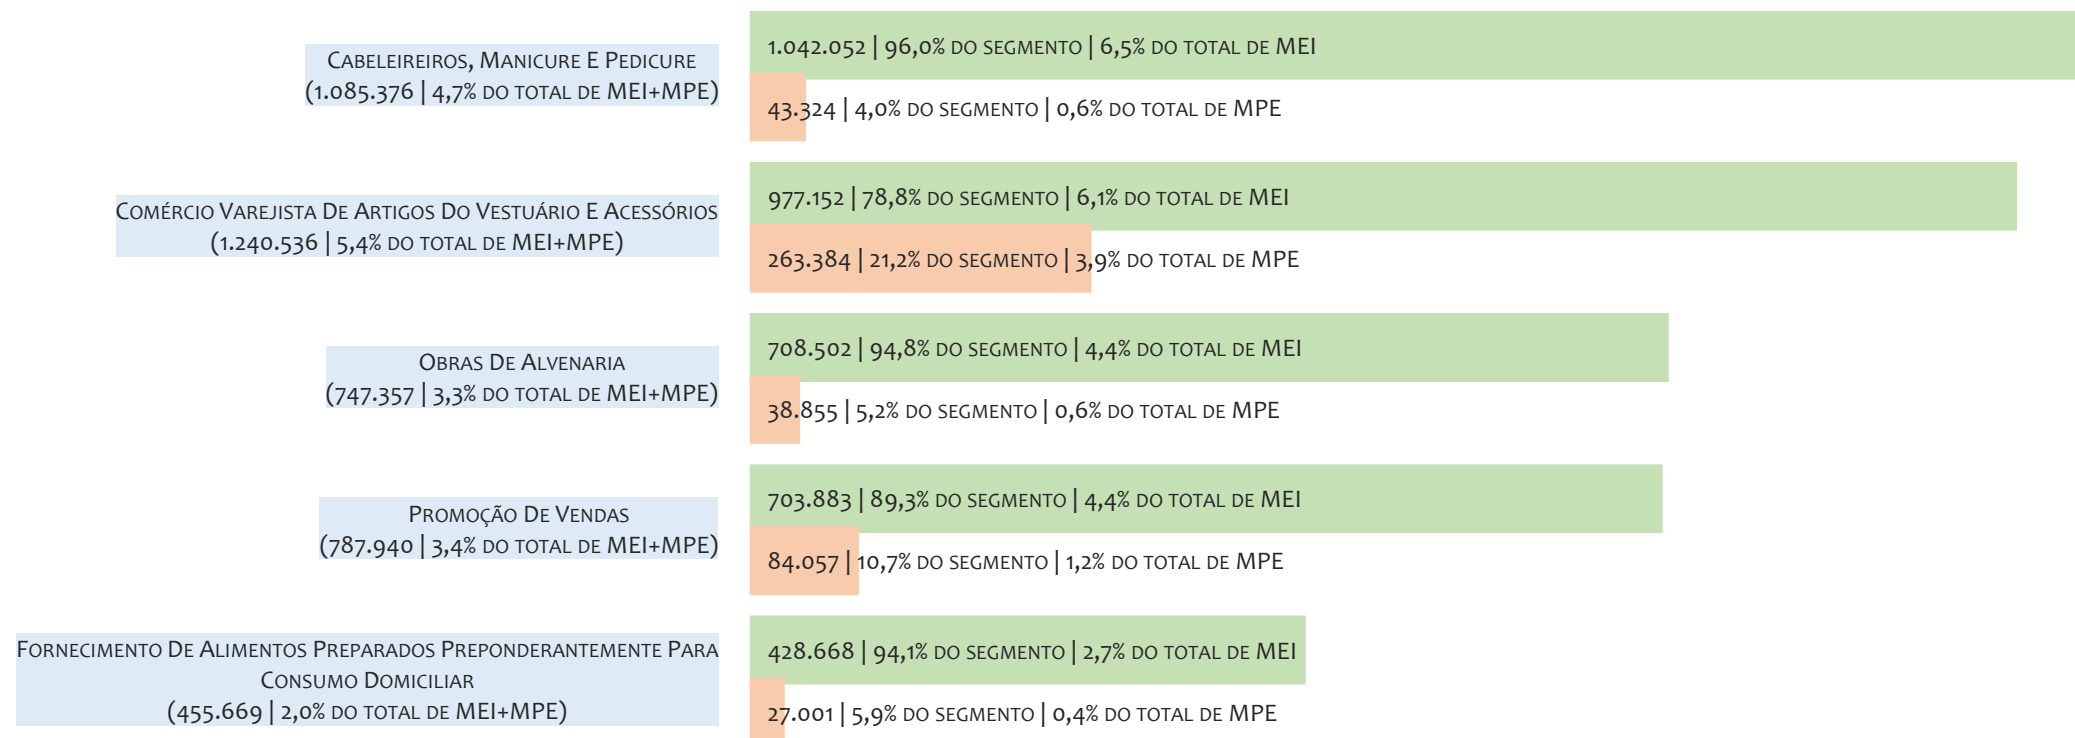 Cabeleireiros, Manicure E Pedicure
(1.085.376 | 4,7% do total de MEI+MPE)
1.042.052 | 96,0% do segmento | 6,5% do total de MEI
43.324 | 4,0% do segmento | 0,6% do total de MPE
Comércio Varejista De Artigos Do Vestuário E Acessórios
(1.240.536 | 5,4% do total de MEI+MPE)
977.152 | 78,8% do segmento | 6,1% do total de MEI
263.384 | 21,2% do segmento | 3,9% do total de MPE
Obras De Alvenaria
(747.357 | 3,3% do total de MEI+MPE)
708.502 | 94,8% do segmento | 4,4% do total de MEI
38.855 | 5,2% do segmento | 0,6% do total de MPE
Promoção De Vendas
(787.940 | 3,4% do total de MEI+MPE)
703.883 | 89,3% do segmento | 4,4% do total de MEI
84.057 | 10,7% do segmento | 1,2% do total de MPE
Fornecimento De Alimentos Preparados Preponderantemente Para
Consumo Domiciliar
(455.669 | 2,0% do total de MEI+MPE)
428.668 | 94,1% do segmento | 2,7% do total de MEI
27.001 | 5,9% do segmento | 0,4% do total de MPE